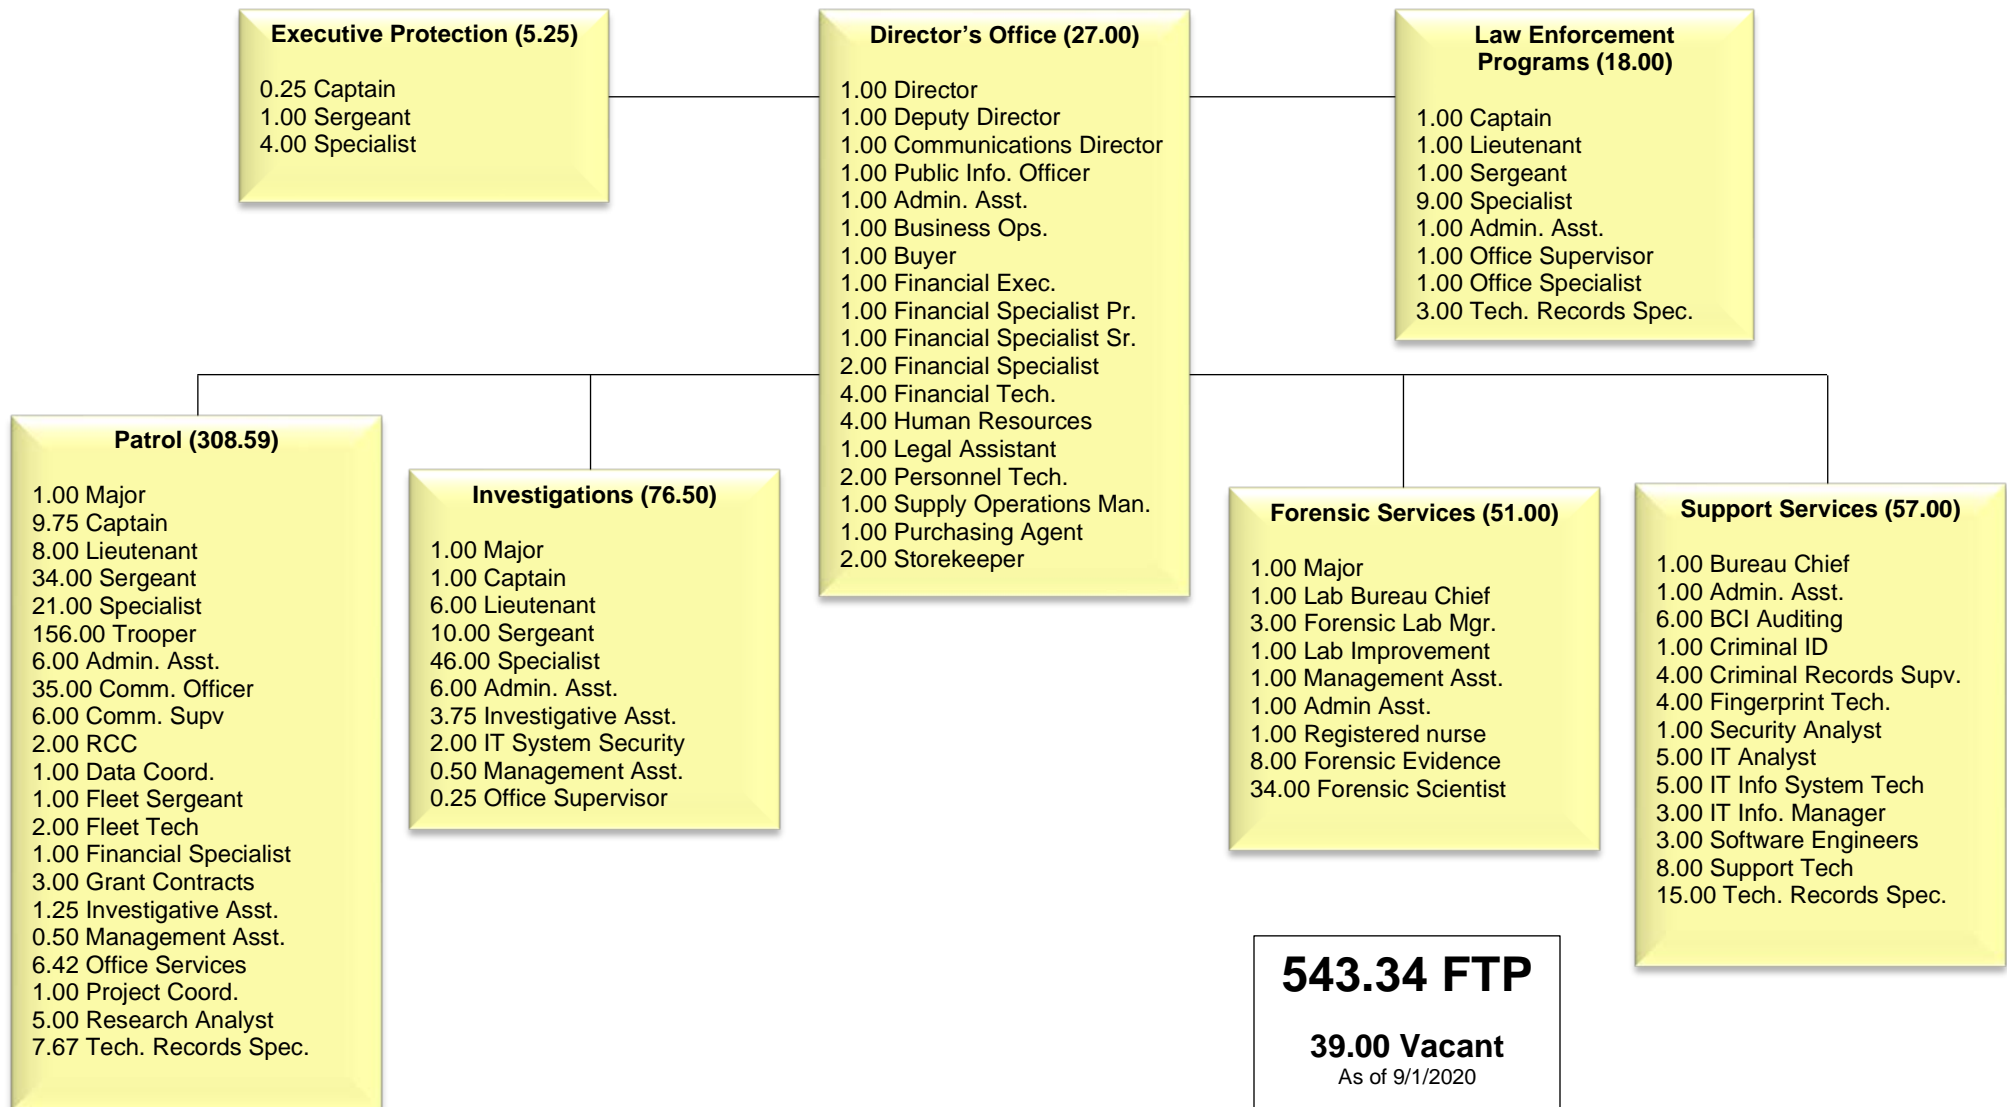 Executive Protection (5.25)
0.25 Captain
1.00 Sergeant
4.00 Specialist
Director’s Office (27.00)
1.00 Director
1.00 Deputy Director
1.00 Communications Director
1.00 Public Info. Officer
1.00 Admin. Asst.
1.00 Business Ops.
1.00 Buyer
1.00 Financial Exec.
1.00 Financial Specialist Pr.
1.00 Financial Specialist Sr.
2.00 Financial Specialist
4.00 Financial Tech.
4.00 Human Resources
1.00 Legal Assistant
2.00 Personnel Tech.
1.00 Supply Operations Man.
1.00 Purchasing Agent
2.00 Storekeeper
Law Enforcement
Programs (18.00)
1.00 Captain
1.00 Lieutenant
1.00 Sergeant
9.00 Specialist
1.00 Admin. Asst.
1.00 Office Supervisor
1.00 Office Specialist
3.00 Tech. Records Spec.
Patrol (308.59)
1.00 Major
9.75 Captain
8.00 Lieutenant
34.00 Sergeant
21.00 Specialist
156.00 Trooper
6.00 Admin. Asst.
35.00 Comm. Officer
6.00 Comm. Supv
2.00 RCC
1.00 Data Coord.
1.00 Fleet Sergeant
2.00 Fleet Tech
1.00 Financial Specialist
3.00 Grant Contracts
1.25 Investigative Asst.
0.50 Management Asst.
6.42 Office Services
1.00 Project Coord.
5.00 Research Analyst
7.67 Tech. Records Spec.
Investigations (76.50)
1.00 Major
1.00 Captain
6.00 Lieutenant
10.00 Sergeant
46.00 Specialist
6.00 Admin. Asst.
3.75 Investigative Asst.
2.00 IT System Security
0.50 Management Asst.
0.25 Office Supervisor
Forensic Services (51.00)
1.00 Major
1.00 Lab Bureau Chief
3.00 Forensic Lab Mgr.
1.00 Lab Improvement
1.00 Management Asst.
1.00 Admin Asst.
1.00 Registered nurse
8.00 Forensic Evidence
34.00 Forensic Scientist
Support Services (57.00)
1.00 Bureau Chief
1.00 Admin. Asst.
6.00 BCI Auditing
1.00 Criminal ID
4.00 Criminal Records Supv.
4.00 Fingerprint Tech.
1.00 Security Analyst
5.00 IT Analyst
5.00 IT Info System Tech
3.00 IT Info. Manager
3.00 Software Engineers
8.00 Support Tech
15.00 Tech. Records Spec.
543.34 FTP
39.00 Vacant
As of 9/1/2020